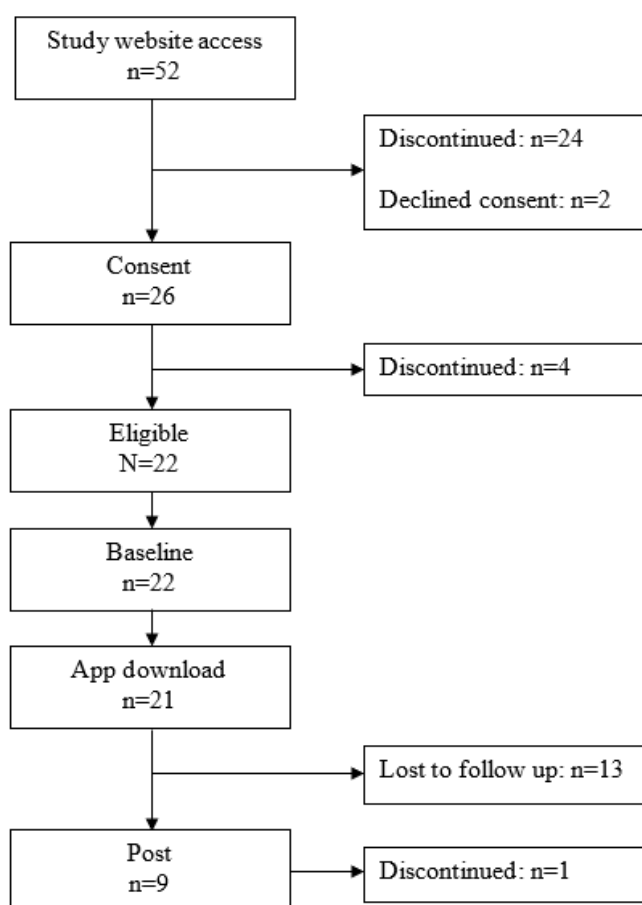 Study website access
n=52
Discontinued: n=24
Declined consent: n=2
Consent
n=26
Discontinued: n=4
Eligible
N=22
Baseline
n=22
App download
n=21
Lost to follow up: n=13
Post
n=9
Discontinued: n=1